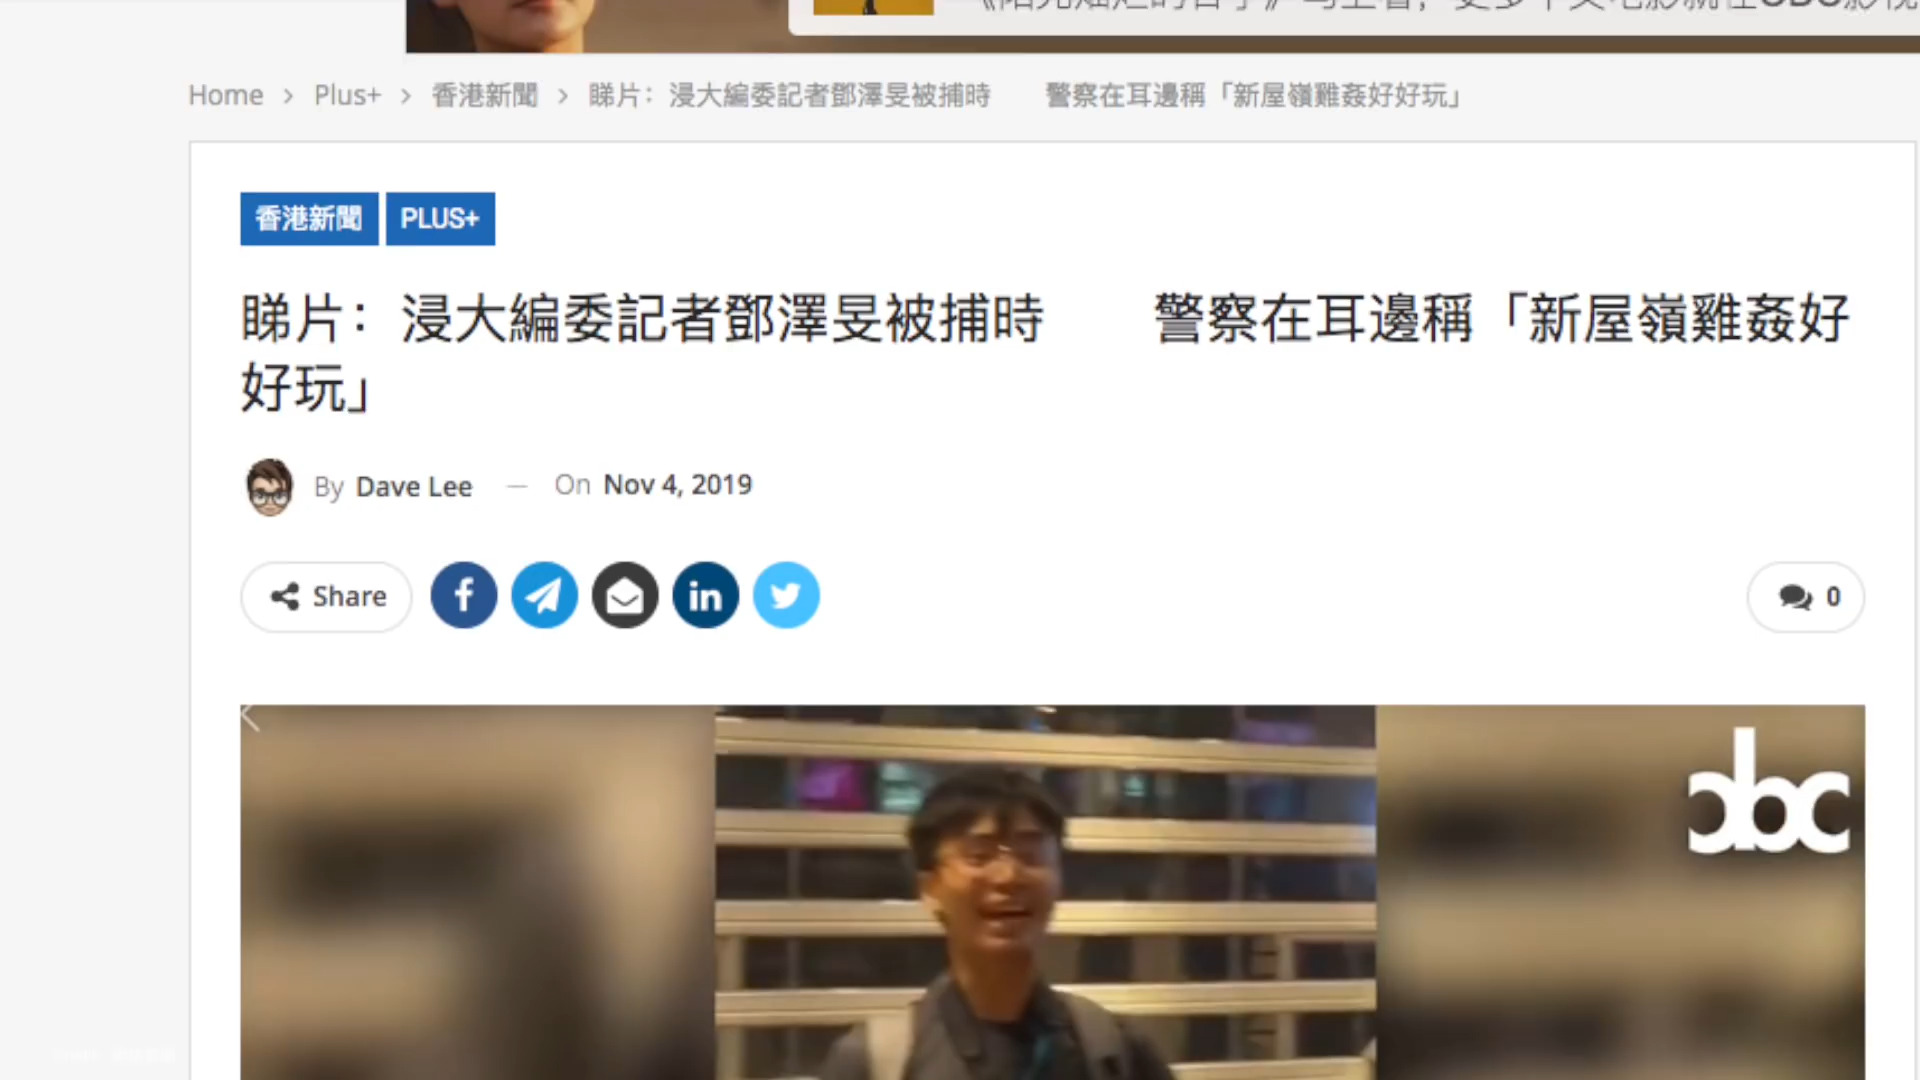 Home > Plus+ > 香港新聞 > 睇片：浸大編委記者鄧澤旻被捕時　　警察在耳邊稱「新屋嶺雞姦好好玩」
香港新聞 PLUS+
睇片：浸大編委記者鄧澤旻被捕時　　警察在耳邊稱「新屋嶺雞姦好
好玩」
By Dave Lee — On Nov 4, 2019
Share 0
cbc